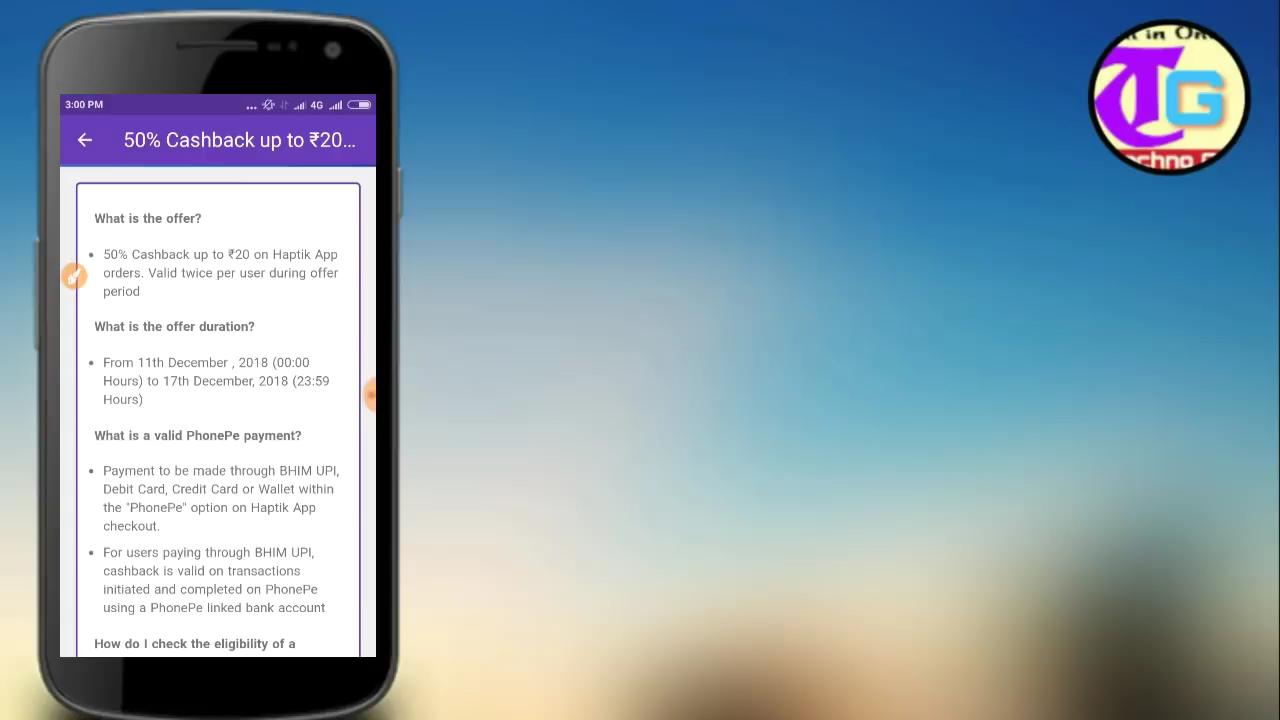 3:00 PM
4G
50% Cashback up to ₹20...
What is the offer?
50% Cashback up to ₹20 on Haptik App
orders. Valid twice per user during offer
period
What is the offer duration?
From 11th December , 2018 (00:00
Hours) to 17th December, 2018 (23:59
Hours)
What is a valid PhonePe payment?
Payment to be made through BHIM UPI,
Debit Card, Credit Card or Wallet within
the "PhonePe" option on Haptik App
checkout.
For users paying through BHIM UPI,
cashback is valid on transactions
initiated and completed on PhonePe
using a PhonePe linked bank account
How do I check the eligibility of a
in
TG